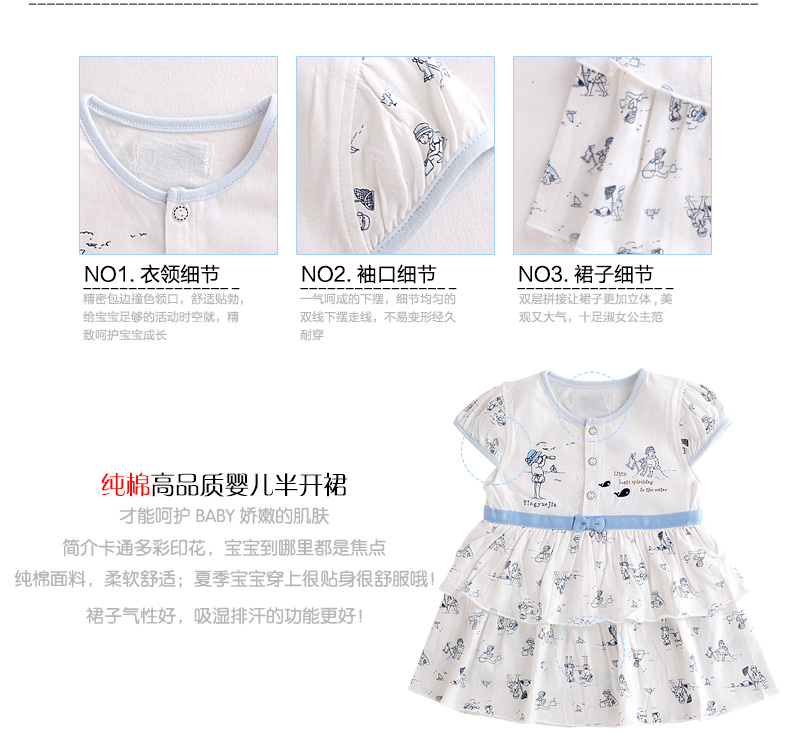 NO1. 衣领细节
精密包边撞色领口，舒适贴勃，
给宝宝足够的活动时空就，精
致呵护宝宝成长
NO2. 袖口细节
一气呵成的下摆，细节均匀的
双线下摆走线，不易变形经久
耐穿
NO3. 裙子细节
双层拼接让裙子更加立体 , 美
观又大气，十足淑女公主范
纯棉高品质婴儿半开裙
才能呵护 BABY 娇嫩的肌肤
简介卡通多彩印花，宝宝到哪里都是焦点
纯棉面料，柔软舒适；夏季宝宝穿上很贴身很舒服哦！
裙子气性好，吸湿排汗的功能更好！
Little
boats splashing
in the water
Yingyuejia